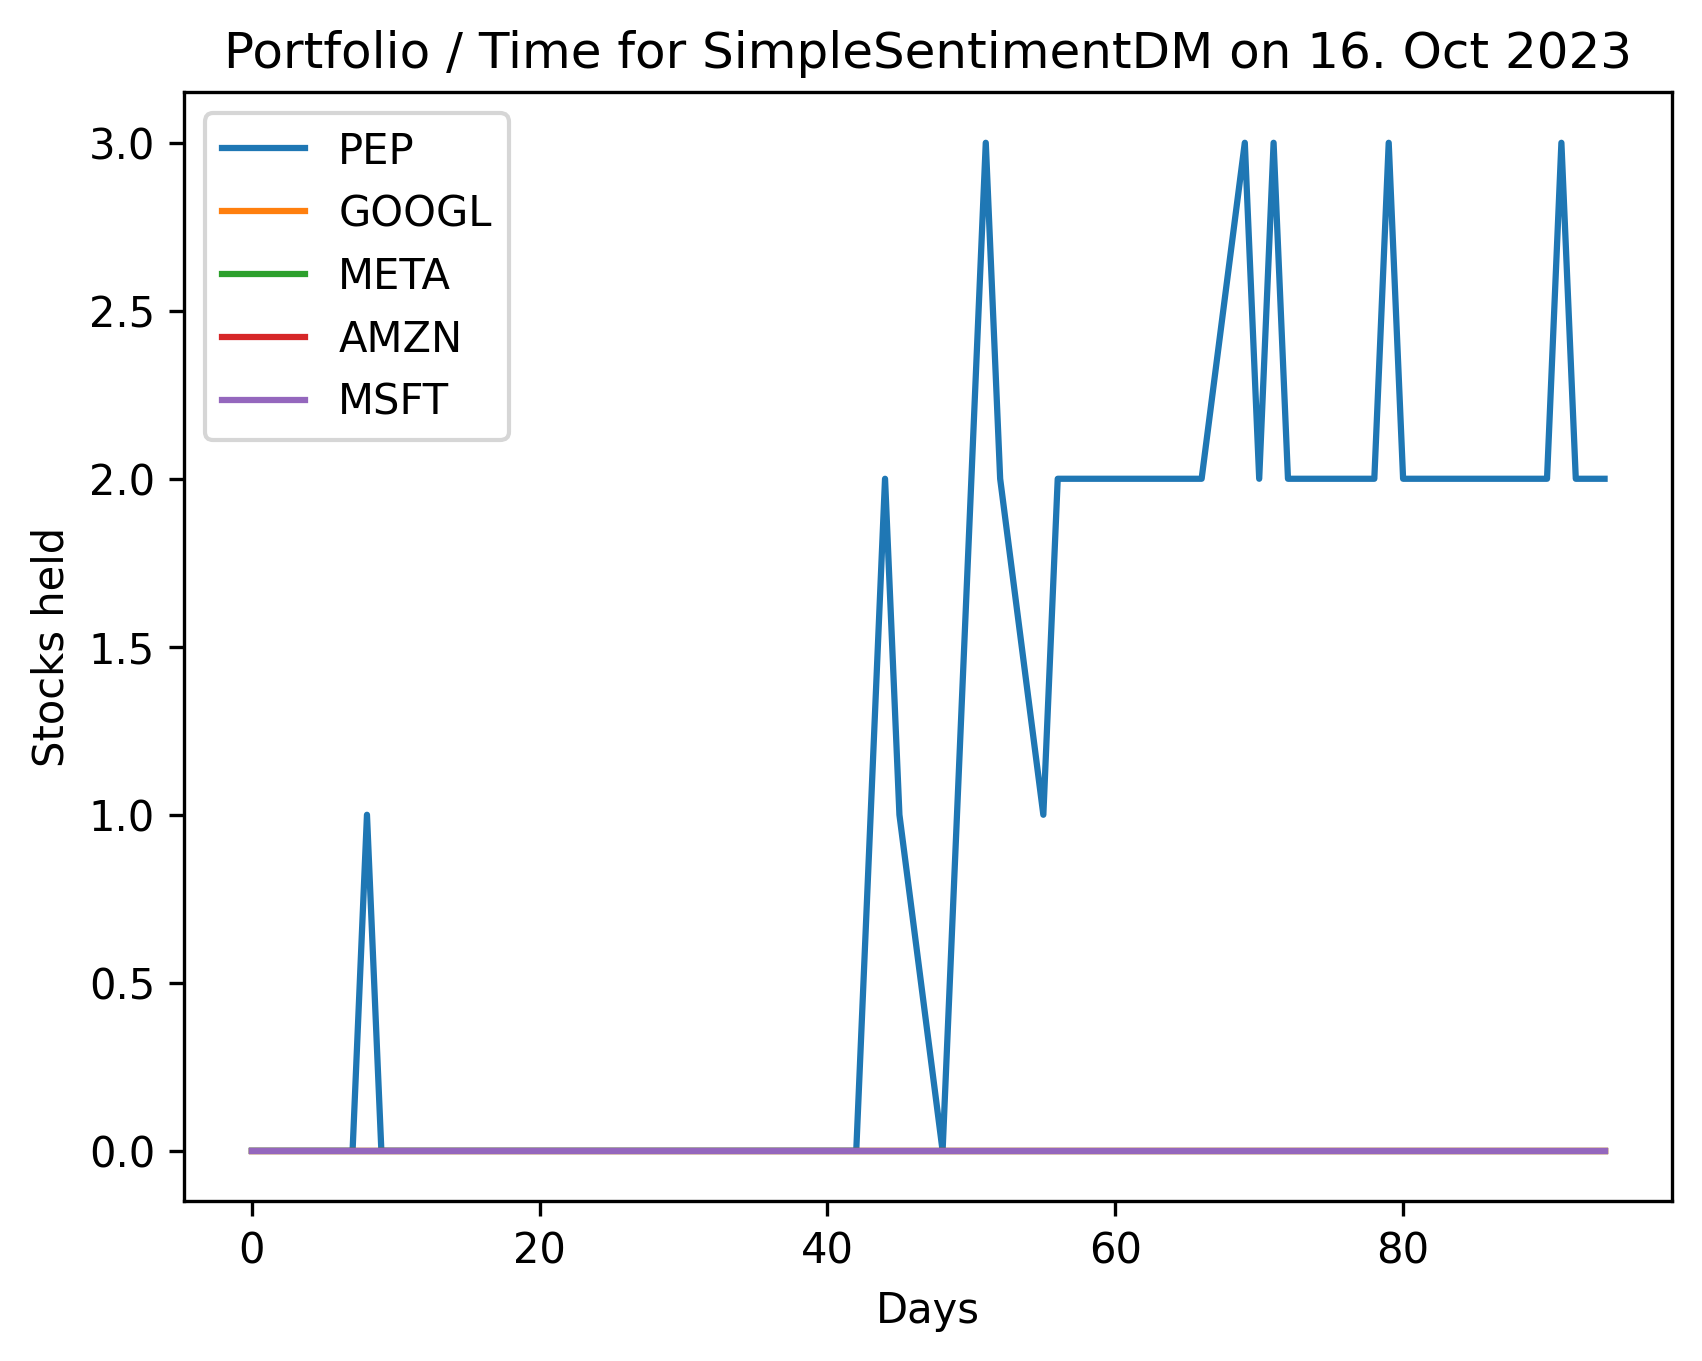 Portfolio / Time for SimpleSentimentDM on 16. Oct 2023
PEP
GOOGL
META
AMZN
MSFT
3.0
2.5
2.0
1.5
1.0
0.5
0.0
Stocks held
0 20 40 60 80
Days